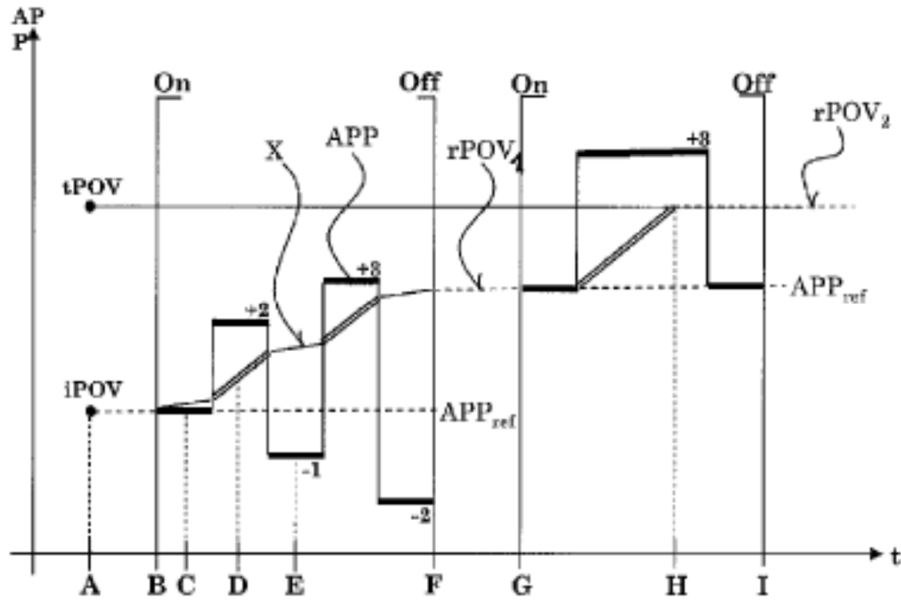 AP
P
On
Off
On
Off
rPOV₂
X
APP
rPOV₁
+3
tPOV
+3
+2
APPref
iPOV
APPref
-1
-2
t
A B C D E F G H I